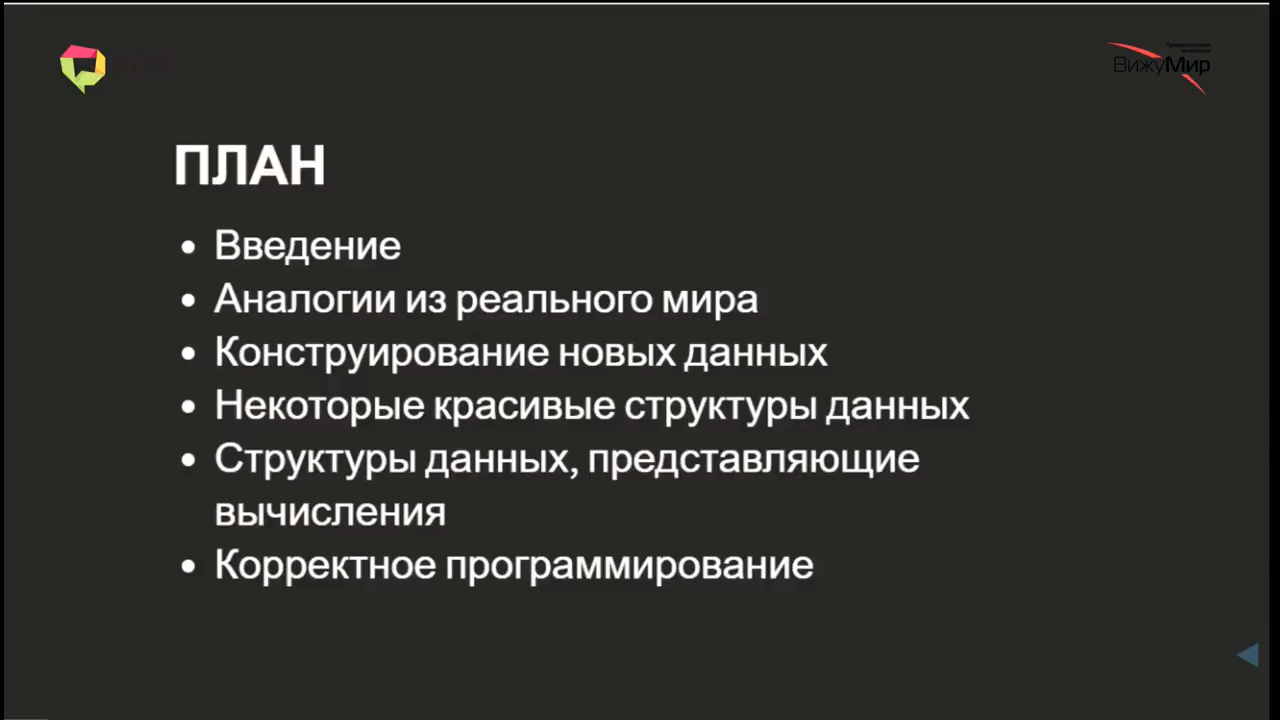 ВижуМир
ПЛАН
• Введение
• Аналогии из реального мира
• Конструирование новых данных
• Некоторые красивые структуры данных
• Структуры данных, представляющие
вычисления
• Корректное программирование